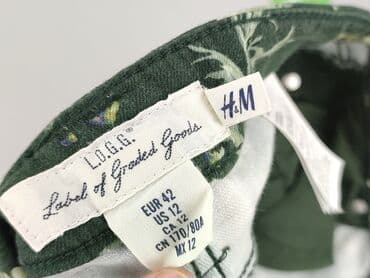 L.O.G.G.®
Label of Graded Goods
H&M
EUR 42
US 12
CA 12
CN 170/80A
MX 12